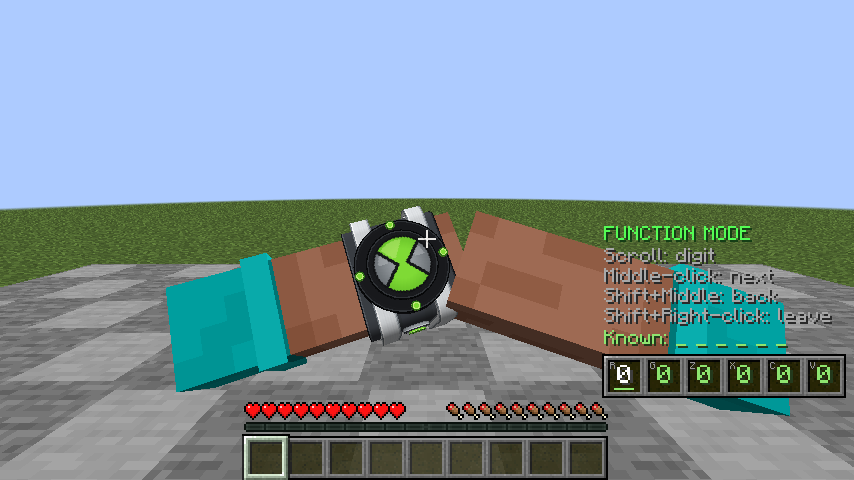 FUNCTION MODE
Scroll: digit
Middle-click: next
Shift+Middle: back
Shift+Right-click: leave
Known: _ _ _ _ _ _
R 0 G 0 Z 0 X 0 C 0 V 0